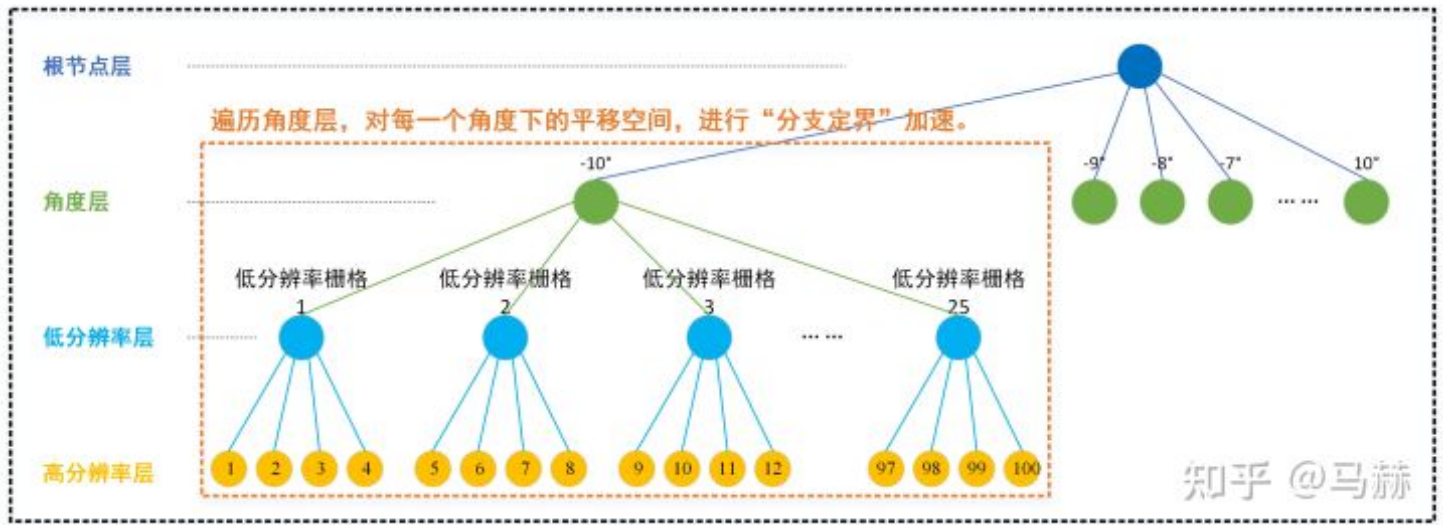 根节点层
遍历角度层，对每一个角度下的平移空间，进行“分支定界”加速。
-10° -9° -8° -7° 10°
角度层 ... ...
低分辨率栅格 低分辨率栅格 低分辨率栅格 低分辨率栅格
1 2 3 25
低分辨率层 ... ...
高分辨率层 1 2 3 4 5 6 7 8 9 10 11 12 97 98 99 100
知乎 @马赫